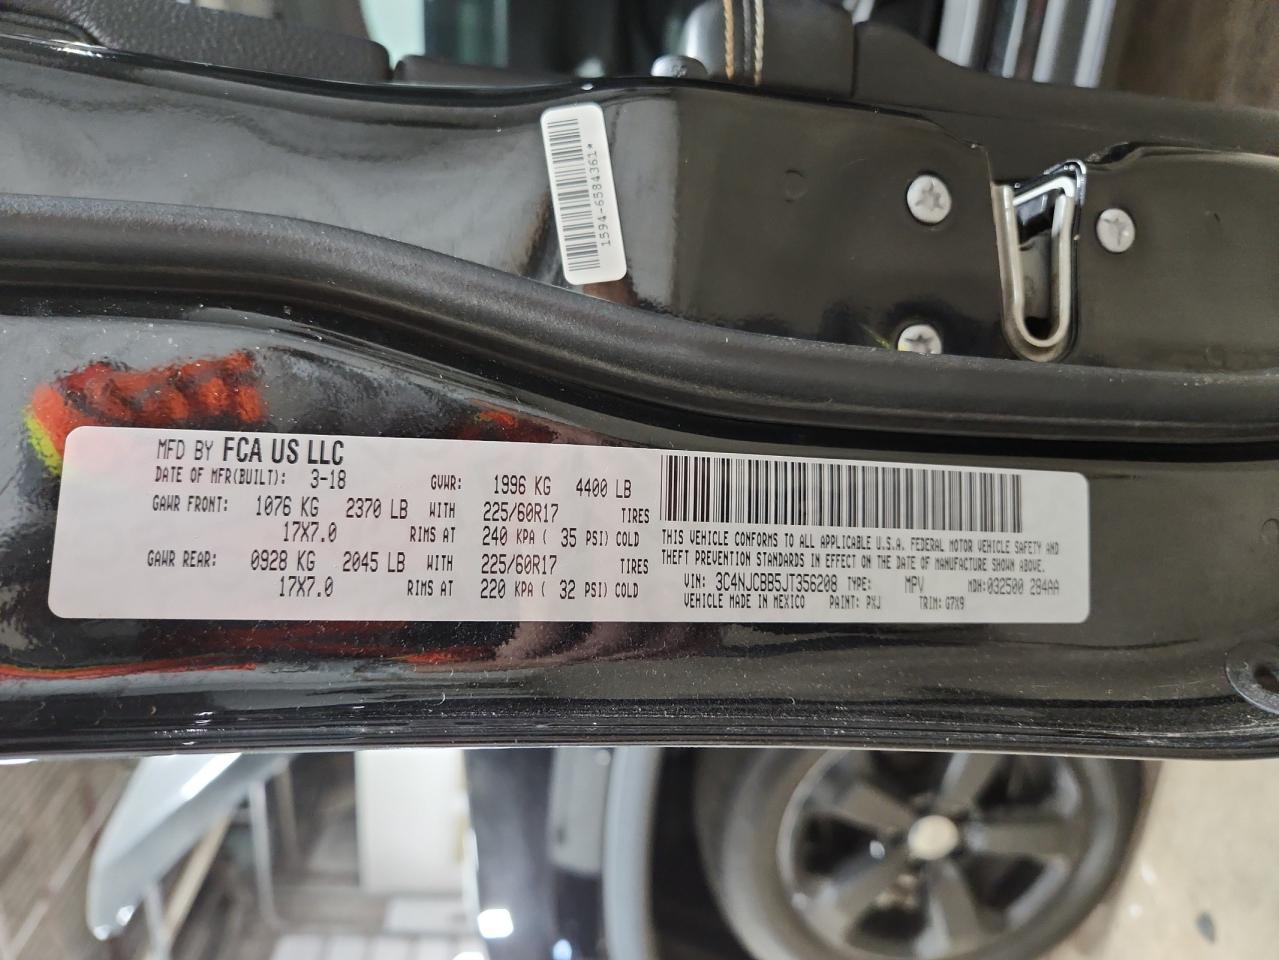 1594-6584361*
MFD BY FCA US LLC
DATE OF MFR(BUILT): 3-18 GVWR: 1996 KG 4400 LB
GAWR FRONT: 1076 KG 2370 LB WITH 225/60R17 TIRES
17X7.0 RIMS AT 240 KPA ( 35 PSI) COLD
GAWR REAR: 0928 KG 2045 LB WITH 225/60R17 TIRES
17X7.0 RIMS AT 220 KPA ( 32 PSI) COLD
THIS VEHICLE CONFORMS TO ALL APPLICABLE U.S.A. FEDERAL MOTOR VEHICLE SAFETY AND
THEFT PREVENTION STANDARDS IN EFFECT ON THE DATE OF MANUFACTURE SHOWN ABOVE.
VIN: 3C4NJCBB5JT356208 TYPE: MPV MDH:032500 284AA
VEHICLE MADE IN MEXICO PAINT: PXJ TRIM: G7X9